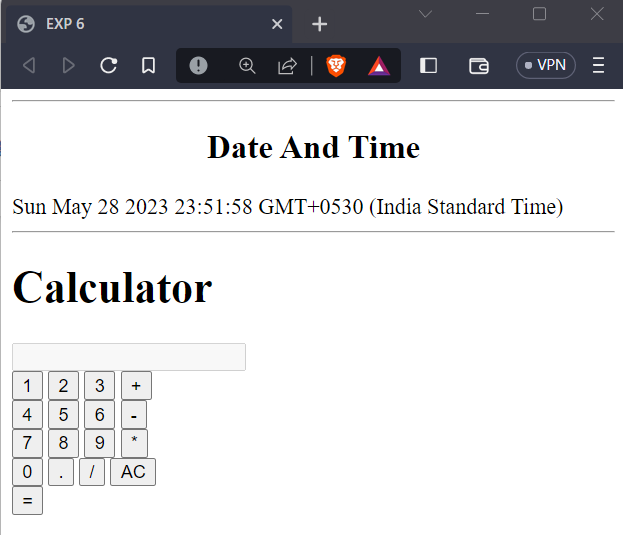 EXP 6
VPN
Date And Time
Sun May 28 2023 23:51:58 GMT+0530 (India Standard Time)
Calculator
1 2 3 +
4 5 6 -
7 8 9 *
0 . / AC
=